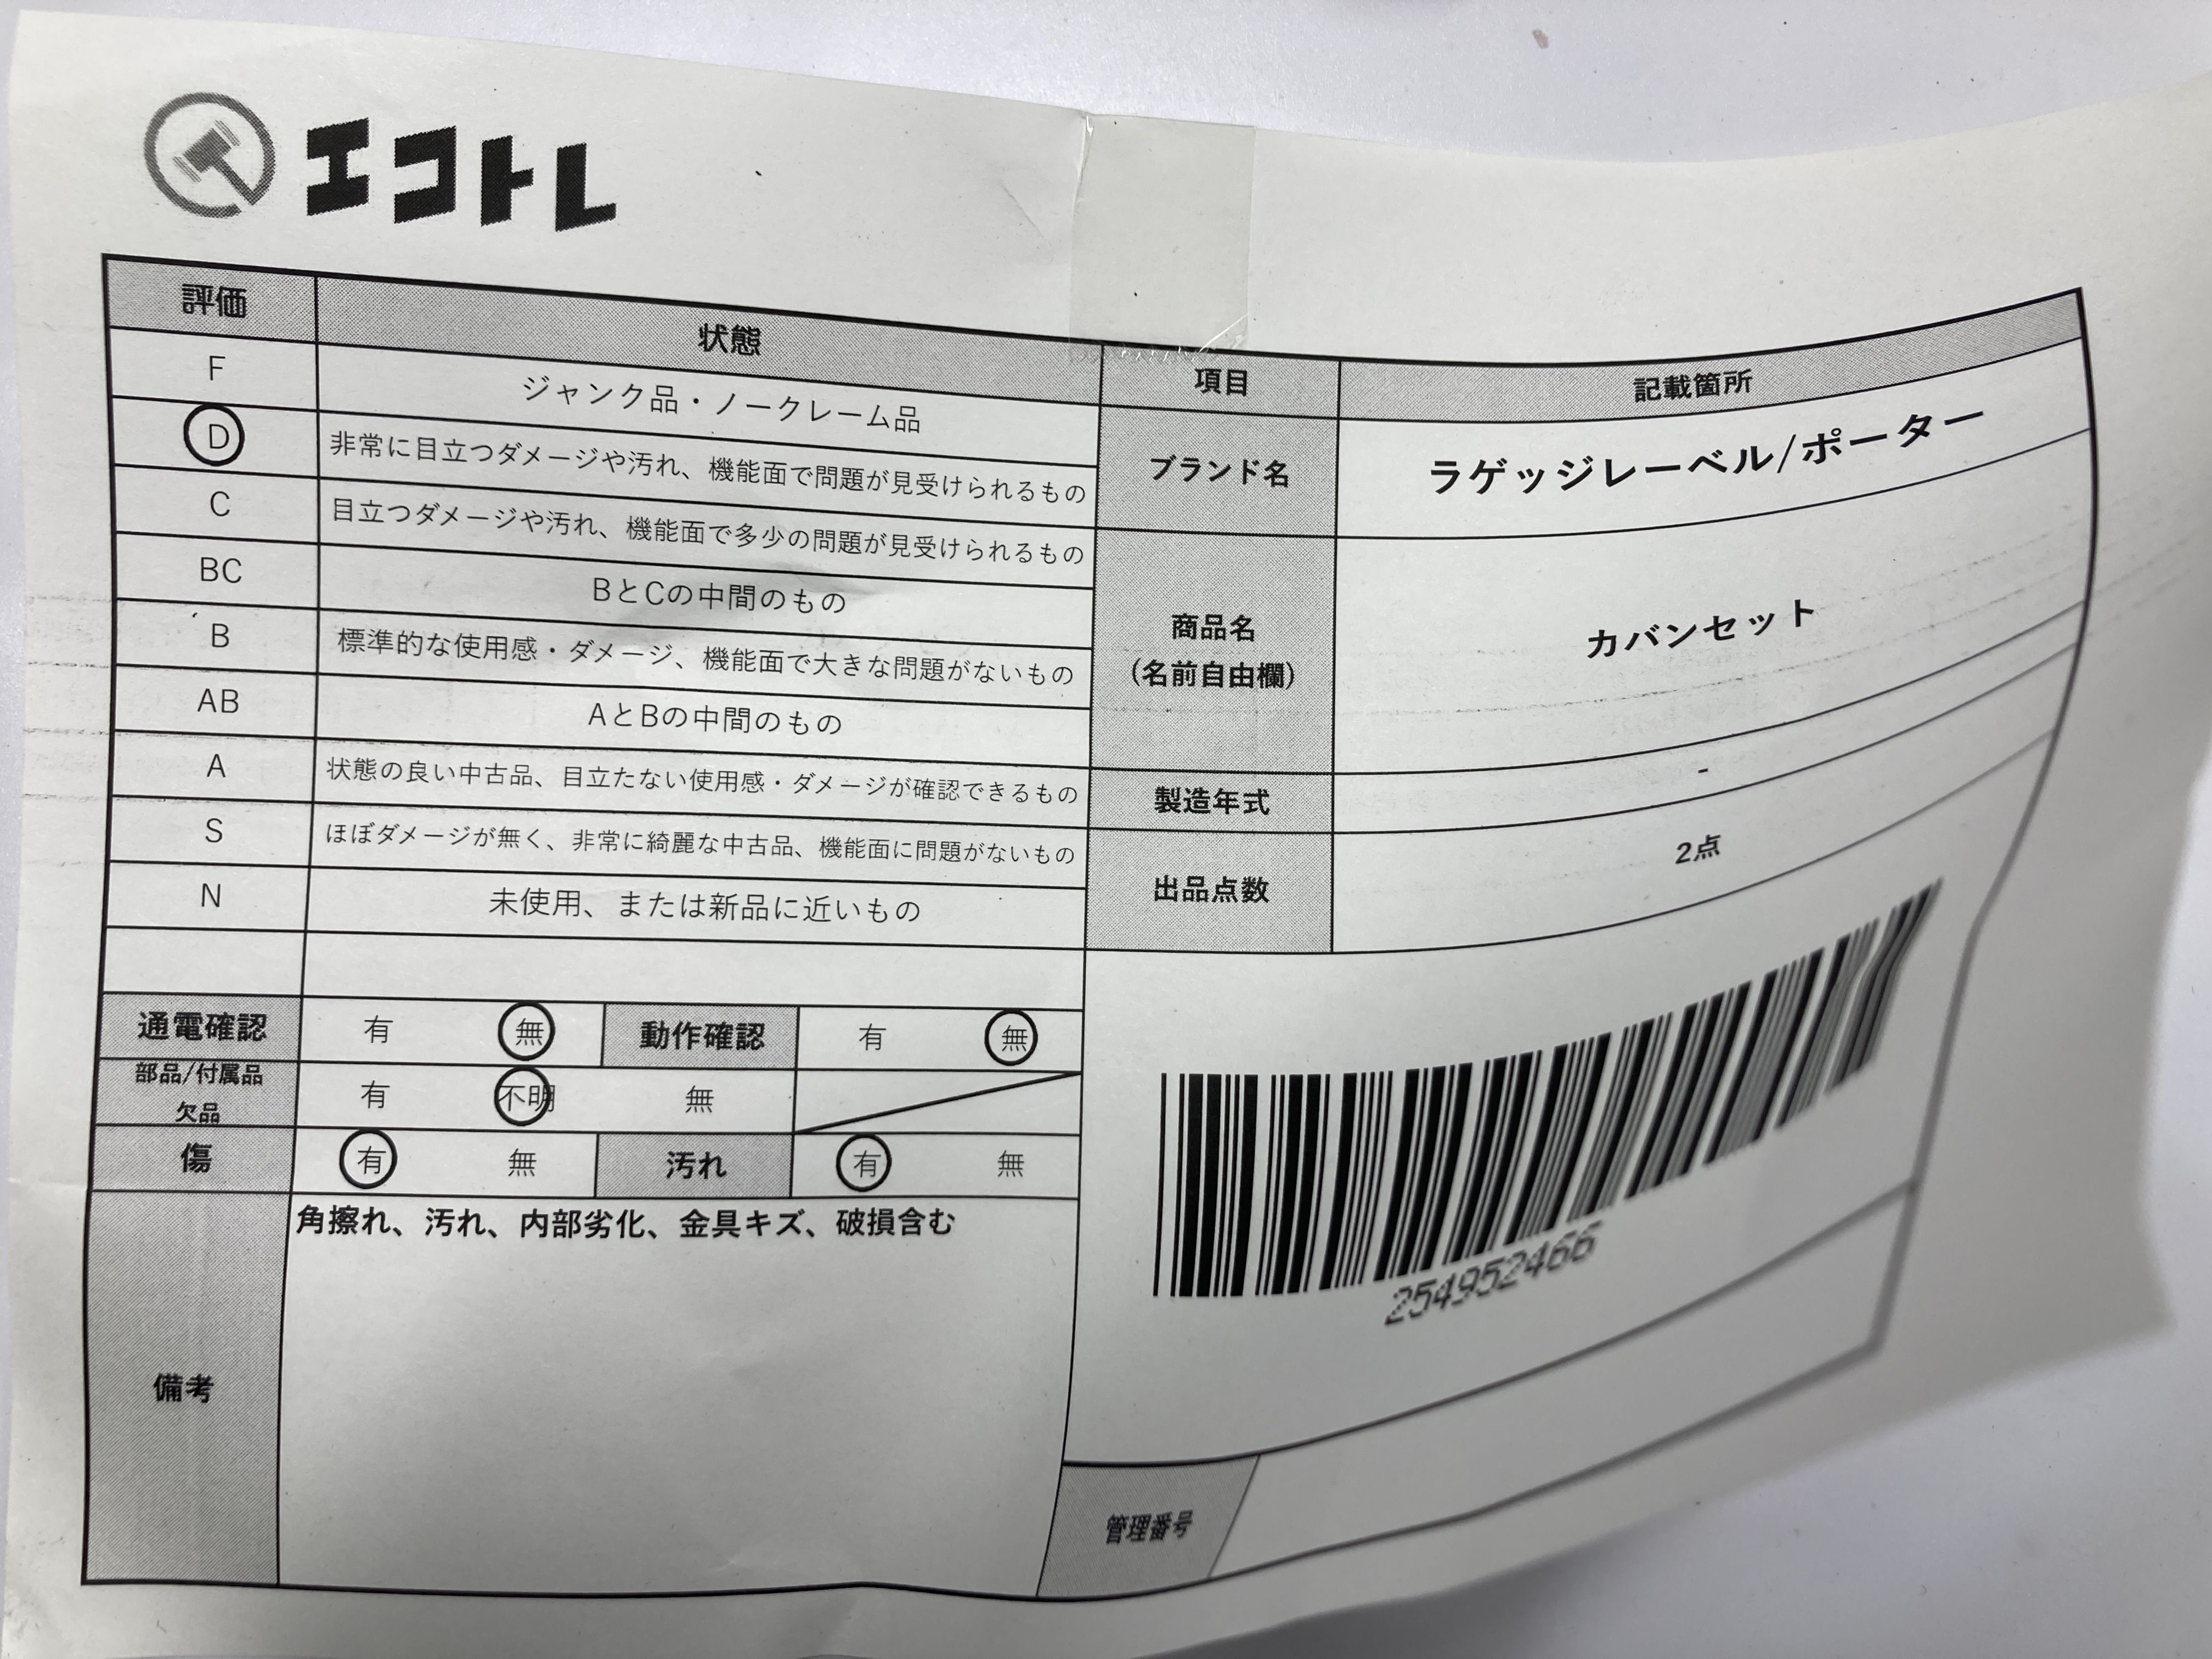 エコトレ
評価 状態
F ジャンク品・ノークレーム品
D 非常に目立つダメージや汚れ、機能面で問題が見受けられるもの
C 目立つダメージや汚れ、機能面で多少の問題が見受けられるもの
BC BとCの中間のもの
B 標準的な使用感・ダメージ、機能面で大きな問題がないもの
AB AとBの中間のもの
A 状態の良い中古品、目立たない使用感・ダメージが確認できるもの
S ほぼダメージが無く、非常に綺麗な中古品、機能面に問題がないもの
N 未使用、または新品に近いもの
通電確認 有 無 動作確認 有 無
部品/付属品
欠品 有 不明 無
傷 有 無 汚れ 有 無
備考 角擦れ、汚れ、内部劣化、金具キズ、破損含む
項目 記載箇所
ブランド名 ラゲッジレーベル/ポーター
商品名
(名前自由欄) カバンセット
製造年式 -
出品点数 2点
254952466
管理番号